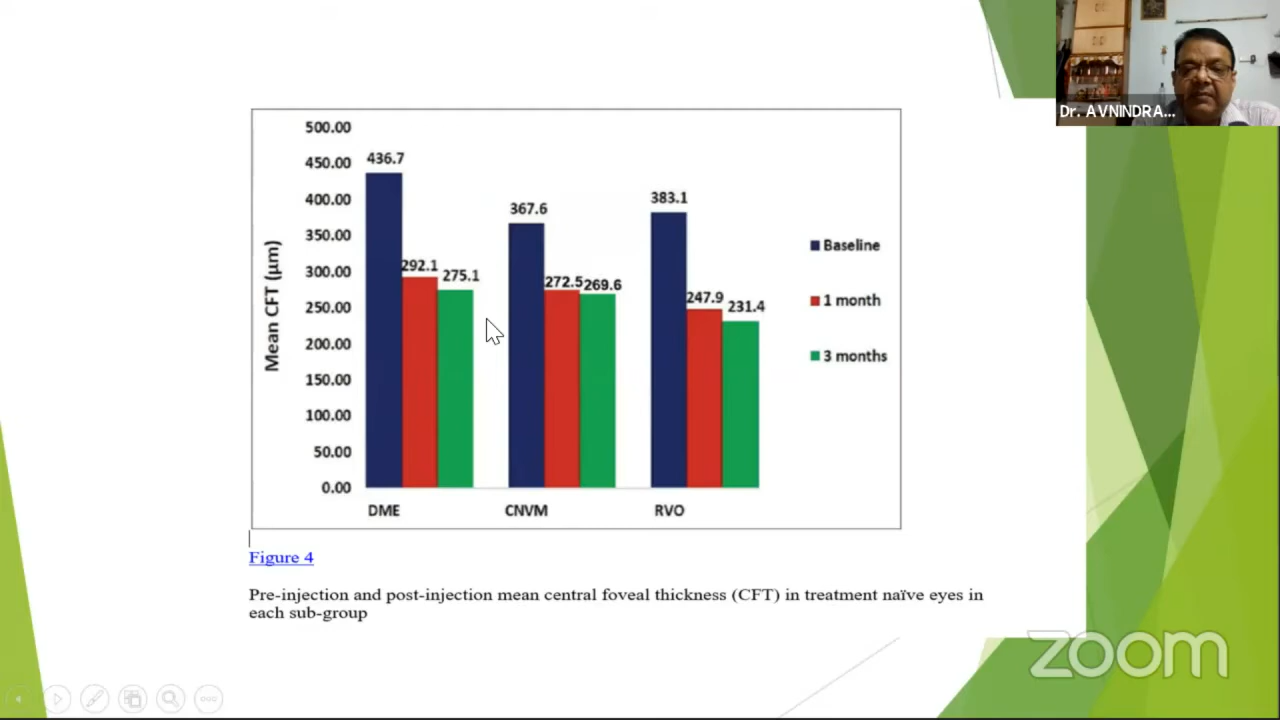 Dr. AVNINDRA...
500.00
450.00
400.00
350.00
300.00
250.00
200.00
150.00
100.00
50.00
0.00
Mean CFT (μm)
436.7
292.1
275.1
367.6
272.5
269.6
383.1
247.9
231.4
DME
CNVM
RVO
Baseline
1 month
3 months
Figure 4
Pre-injection and post-injection mean central foveal thickness (CFT) in treatment naïve eyes in
each sub-group
zoom